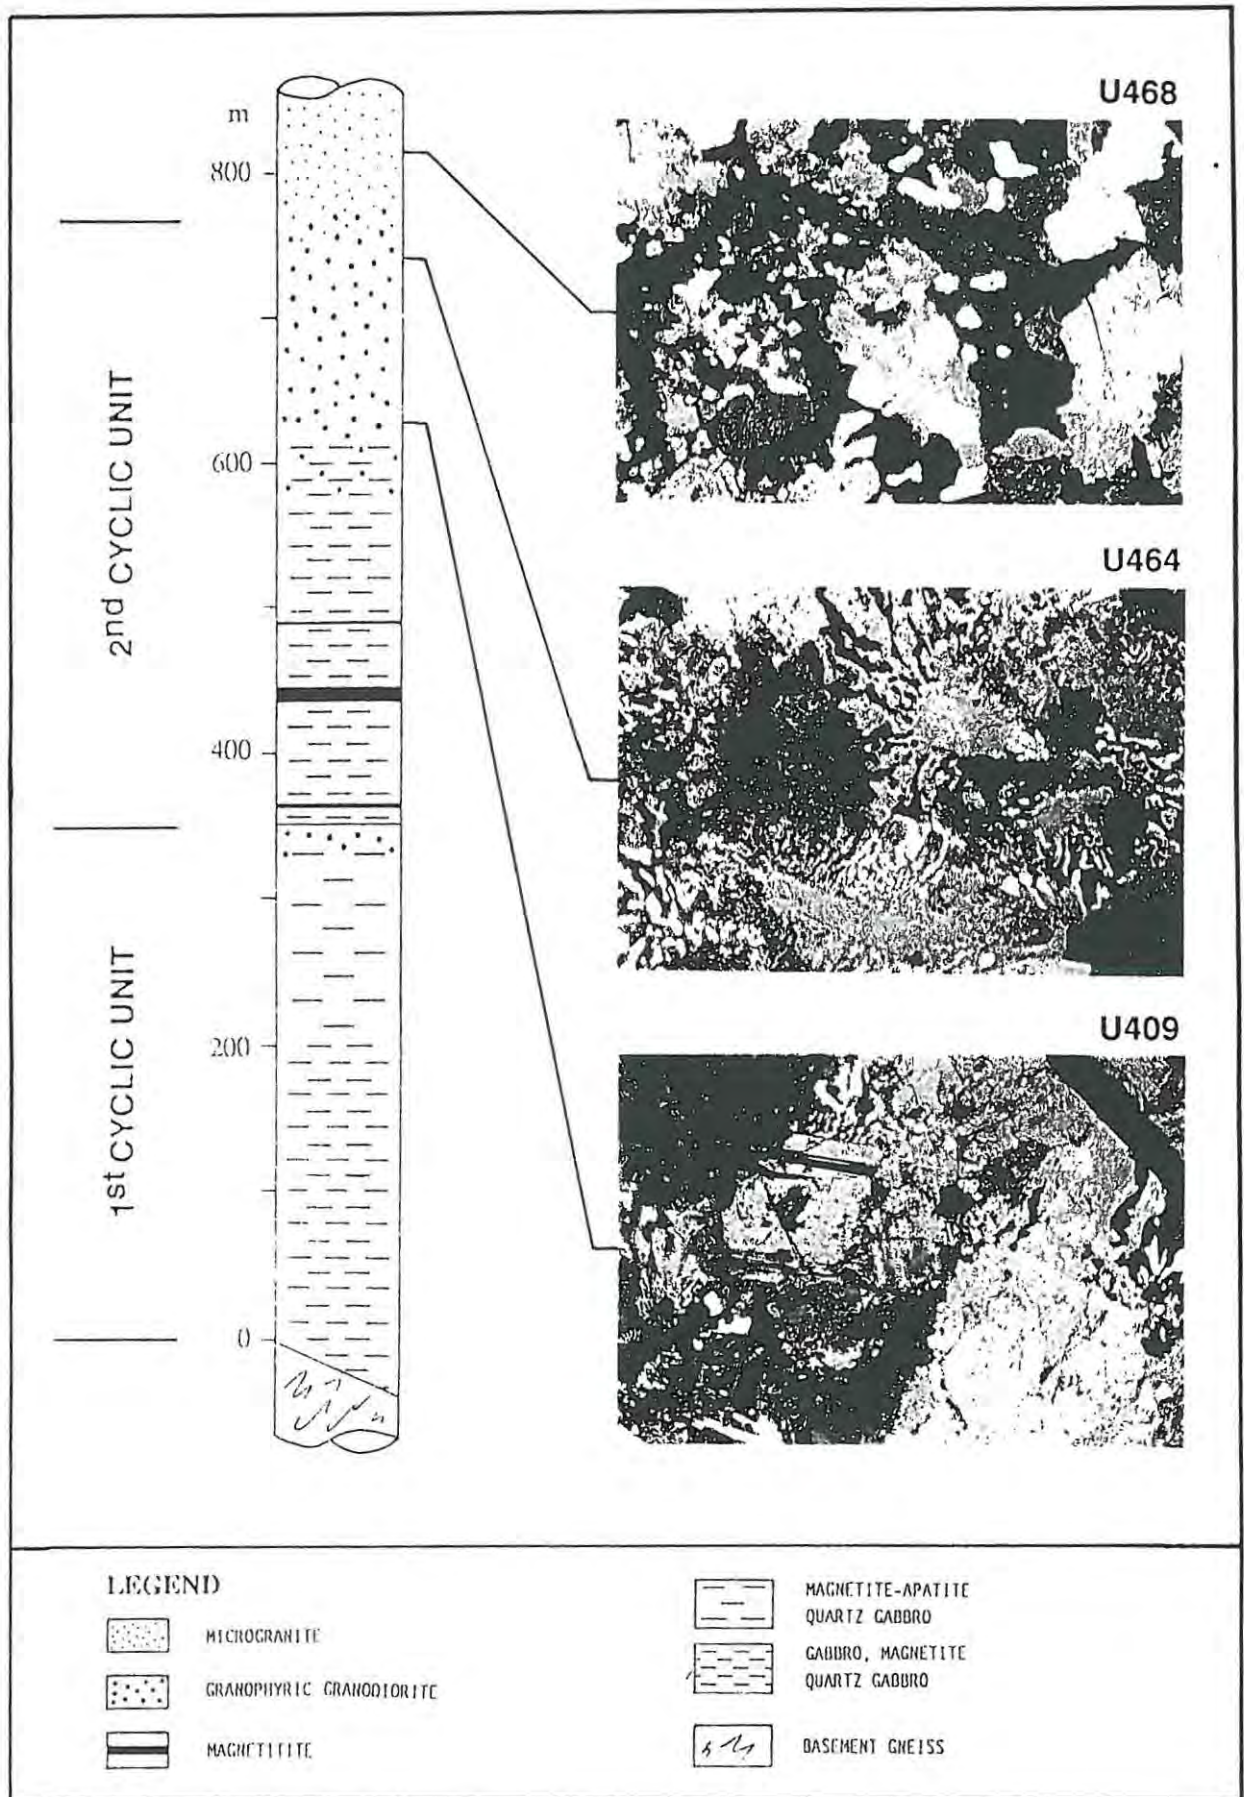 m
800
600
400
200
0
2nd CYCLIC UNIT
1st CYCLIC UNIT
U468
U464
U409
LEGEND
MICROGRANITE
GRANOPHYRIC GRANODIORITE
MAGNETITITE
MAGNETITE-APATITE
QUARTZ GABBRO
GABBRO, MAGNETITE
QUARTZ GABBRO
BASEMENT GNEISS